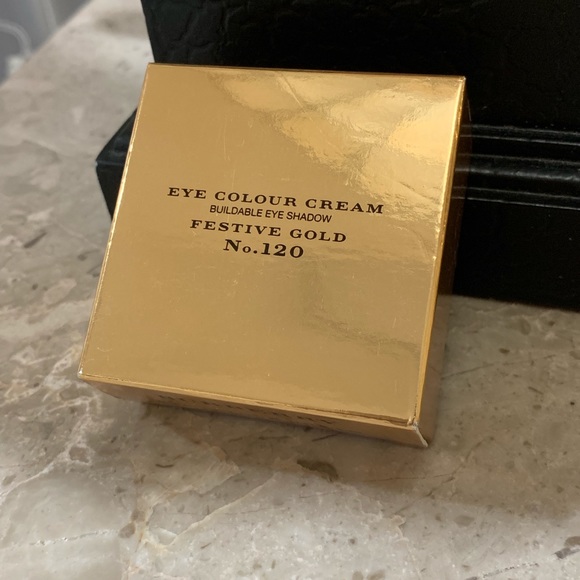 EYE COLOUR CREAM
BUILDABLE EYE SHADOW
FESTIVE GOLD
No.120